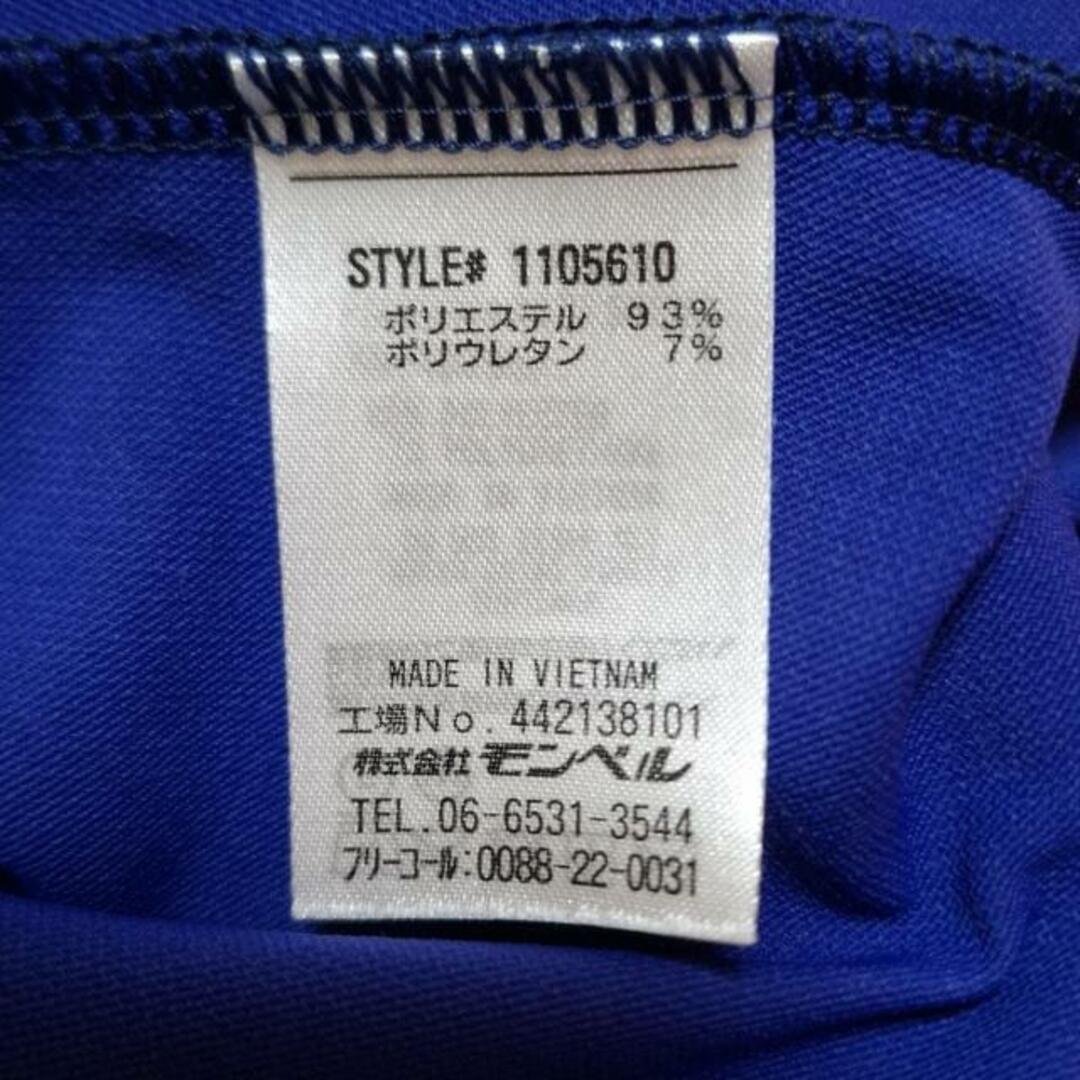 STYLE# 1105610
ポリエステル 93%
ポリウレタン 7%
MADE IN VIETNAM
工場No. 442138101
株式会社 モンベル
TEL.06-6531-3544
フリーコール:0088-22-0031